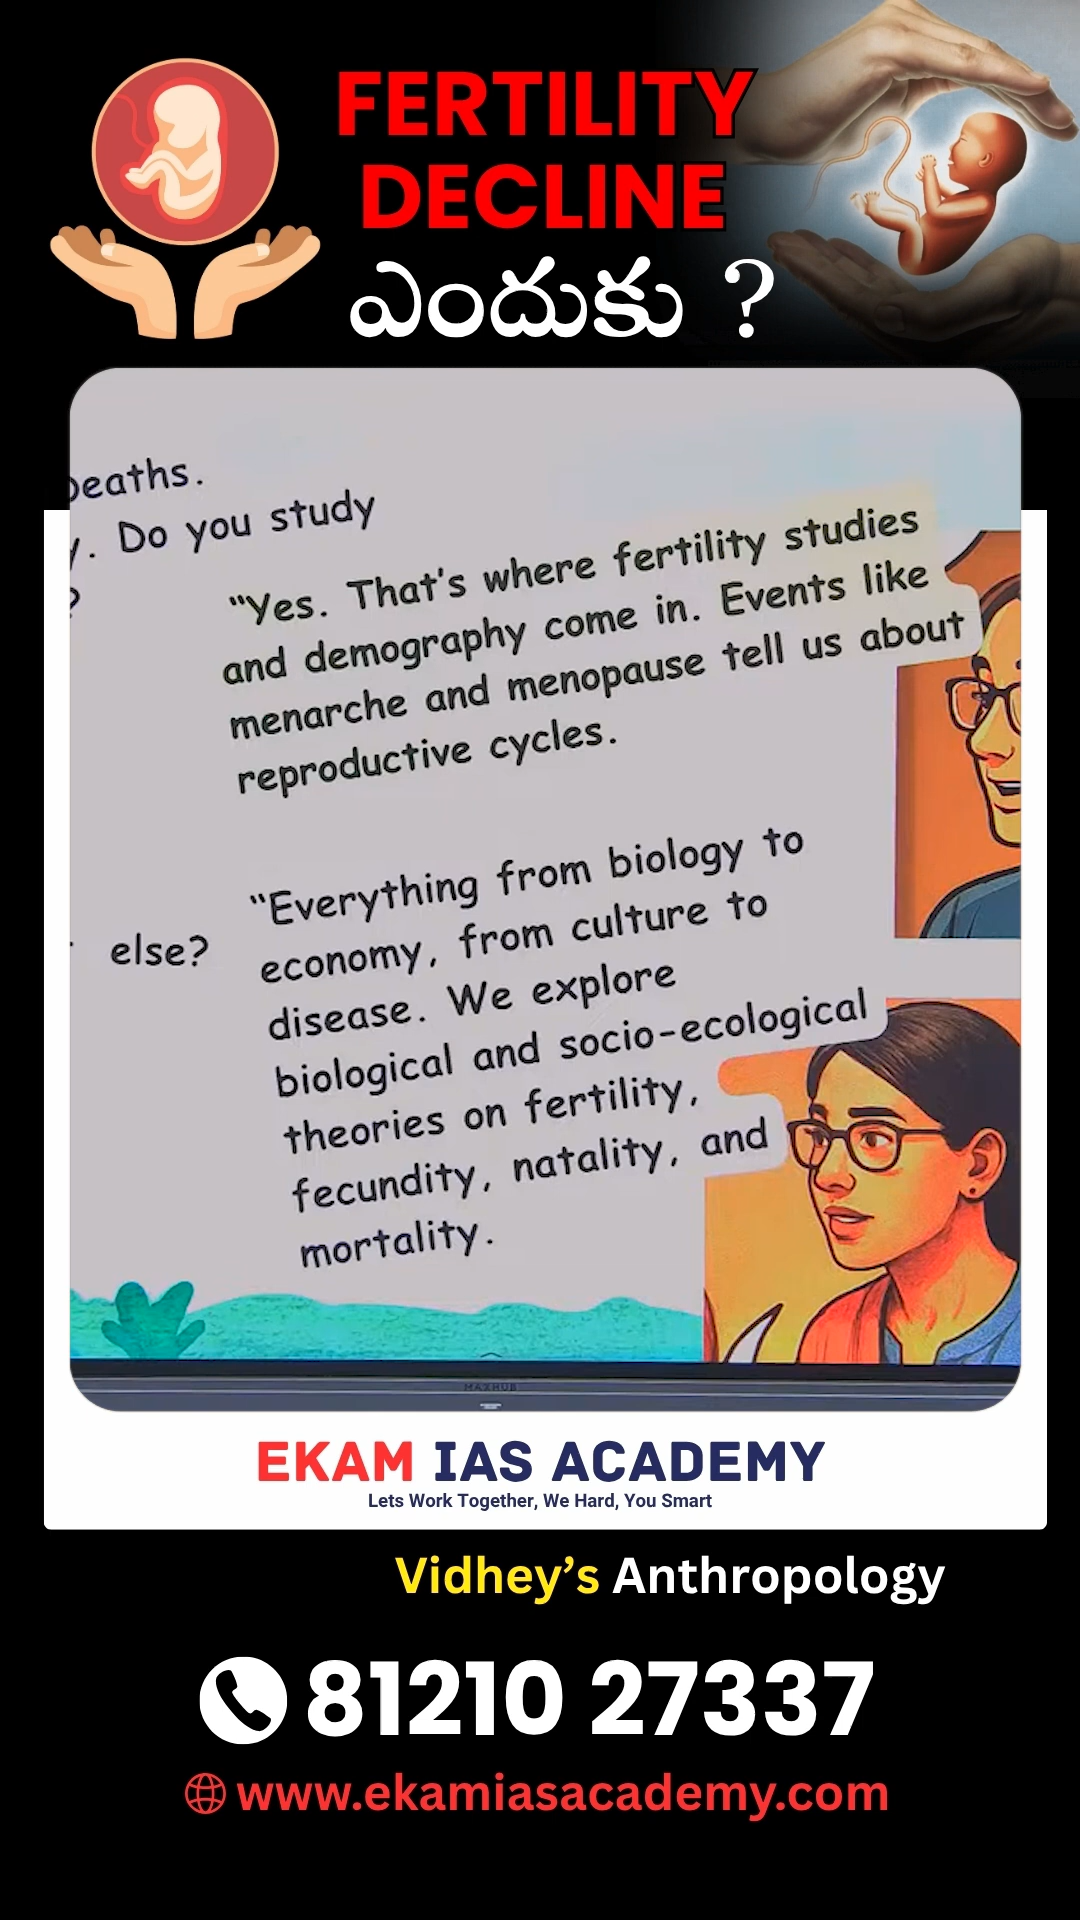 FERTILITY
DECLINE
ఎందుకు ?
Do you study
"Yes. That's where fertility studies
and demography come in. Events like
menarche and menopause tell us about
reproductive cycles.
else?
"Everything from biology to
economy, from culture to
disease. We explore
biological and socio-ecological
theories on fertility,
fecundity, natality, and
mortality.
MAXHUB
EKAM IAS ACADEMY
Lets Work Together, We Hard, You Smart
Vidhey's Anthropology
81210 27337
www.ekamiasacademy.com